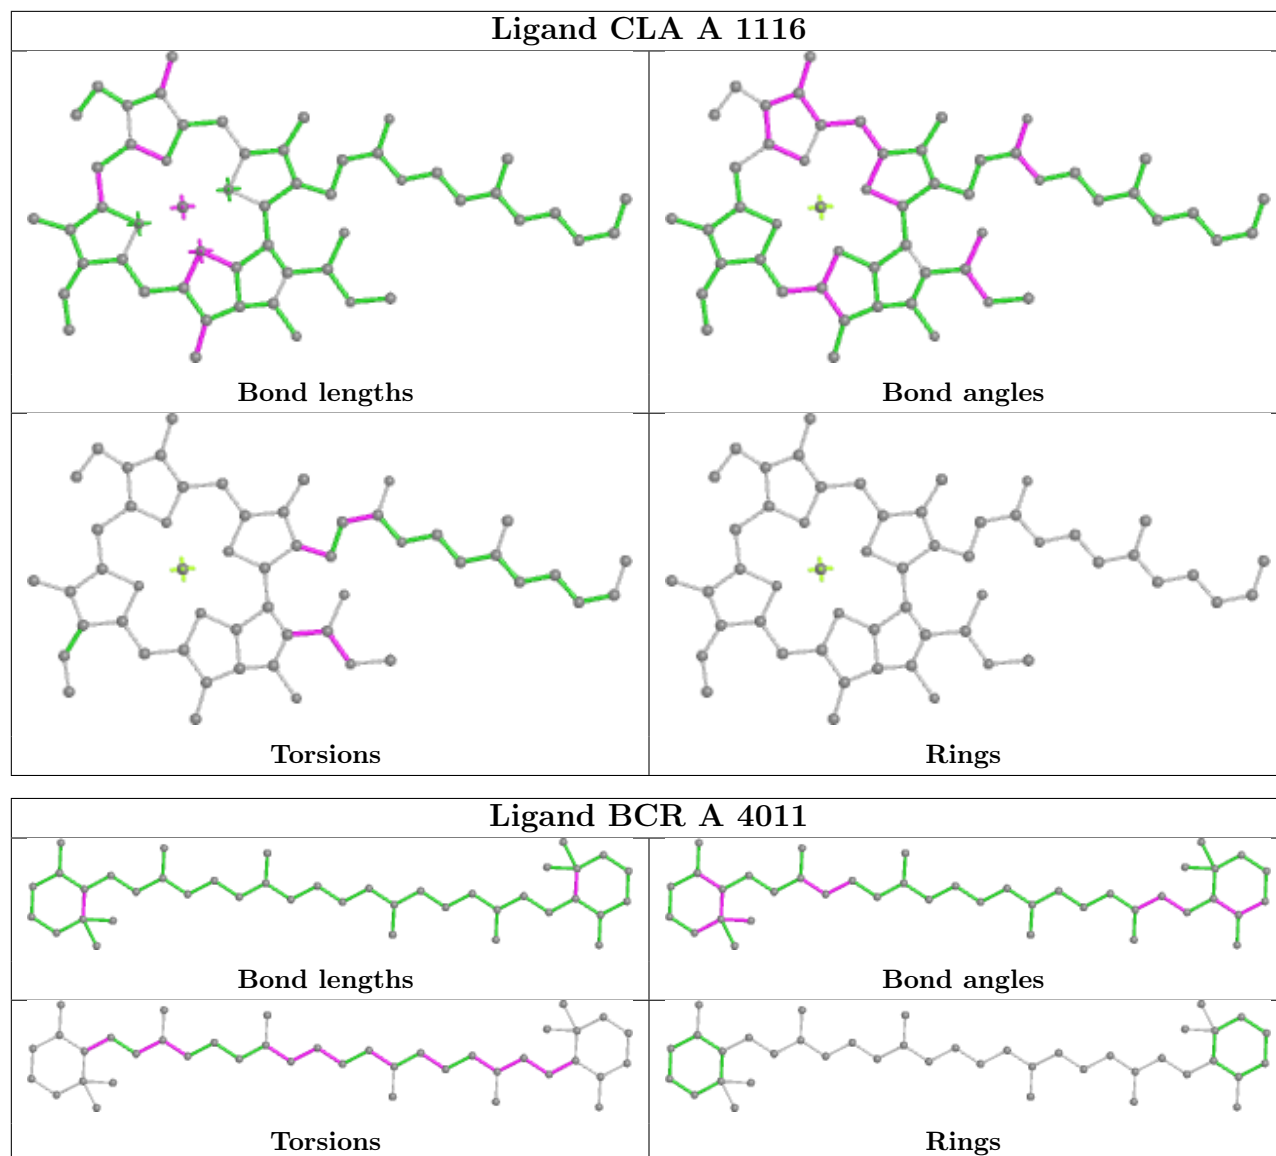 Ligand CLA A 1116
Bond lengths
Bond angles
Torsions
Rings
Ligand BCR A 4011
Bond lengths
Bond angles
Torsions
Rings